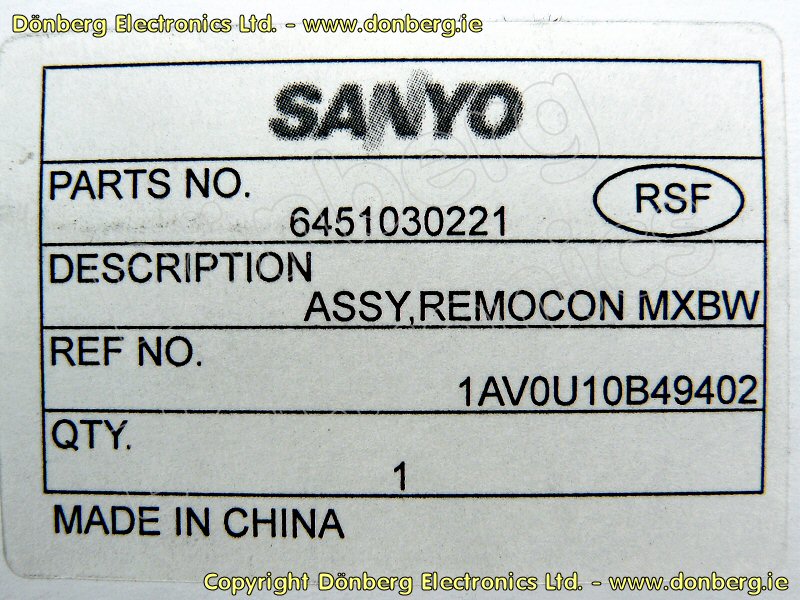 Dönberg Electronics Ltd. - www.donberg.ie
SANYO
PARTS NO.
RSF
6451030221
DESCRIPTION
ASSY,REMOCON MXBW
REF NO.
1AV0U10B49402
QTY.
1
MADE IN CHINA
Copyright Dönberg Electronics Ltd. - www.donberg.ie